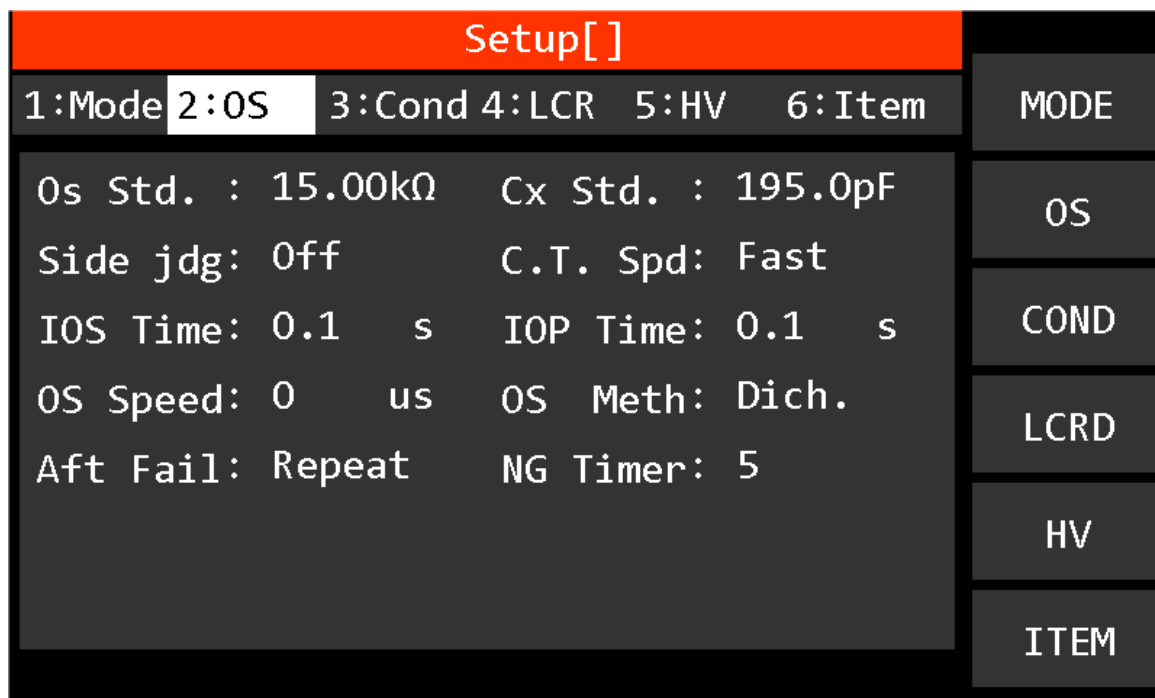 Setup[]
1:Mode 2:OS 3:Cond 4:LCR 5:HV 6:Item
Os Std. : 15.00kΩ Cx Std. : 195.0pF
Side jdg: Off C.T. Spd: Fast
IOS Time: 0.1 s IOP Time: 0.1 s
OS Speed: 0 us OS Meth: Dich.
Aft Fail: Repeat NG Timer: 5
MODE
OS
COND
LCRD
HV
ITEM